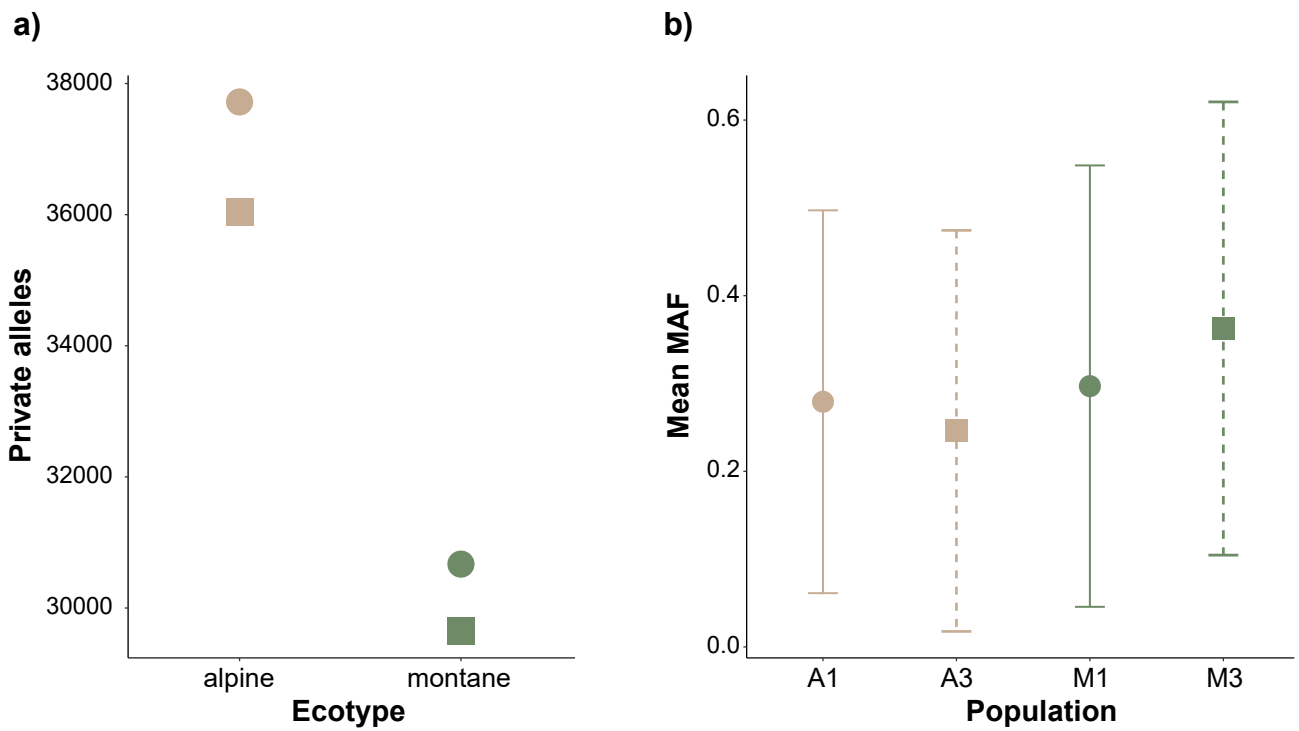 a)
38000
36000
34000
32000
30000
Private alleles
alpine
montane
Ecotype
b)
0.6
0.4
0.2
0.0
Mean MAF
A1
A3
M1
M3
Population